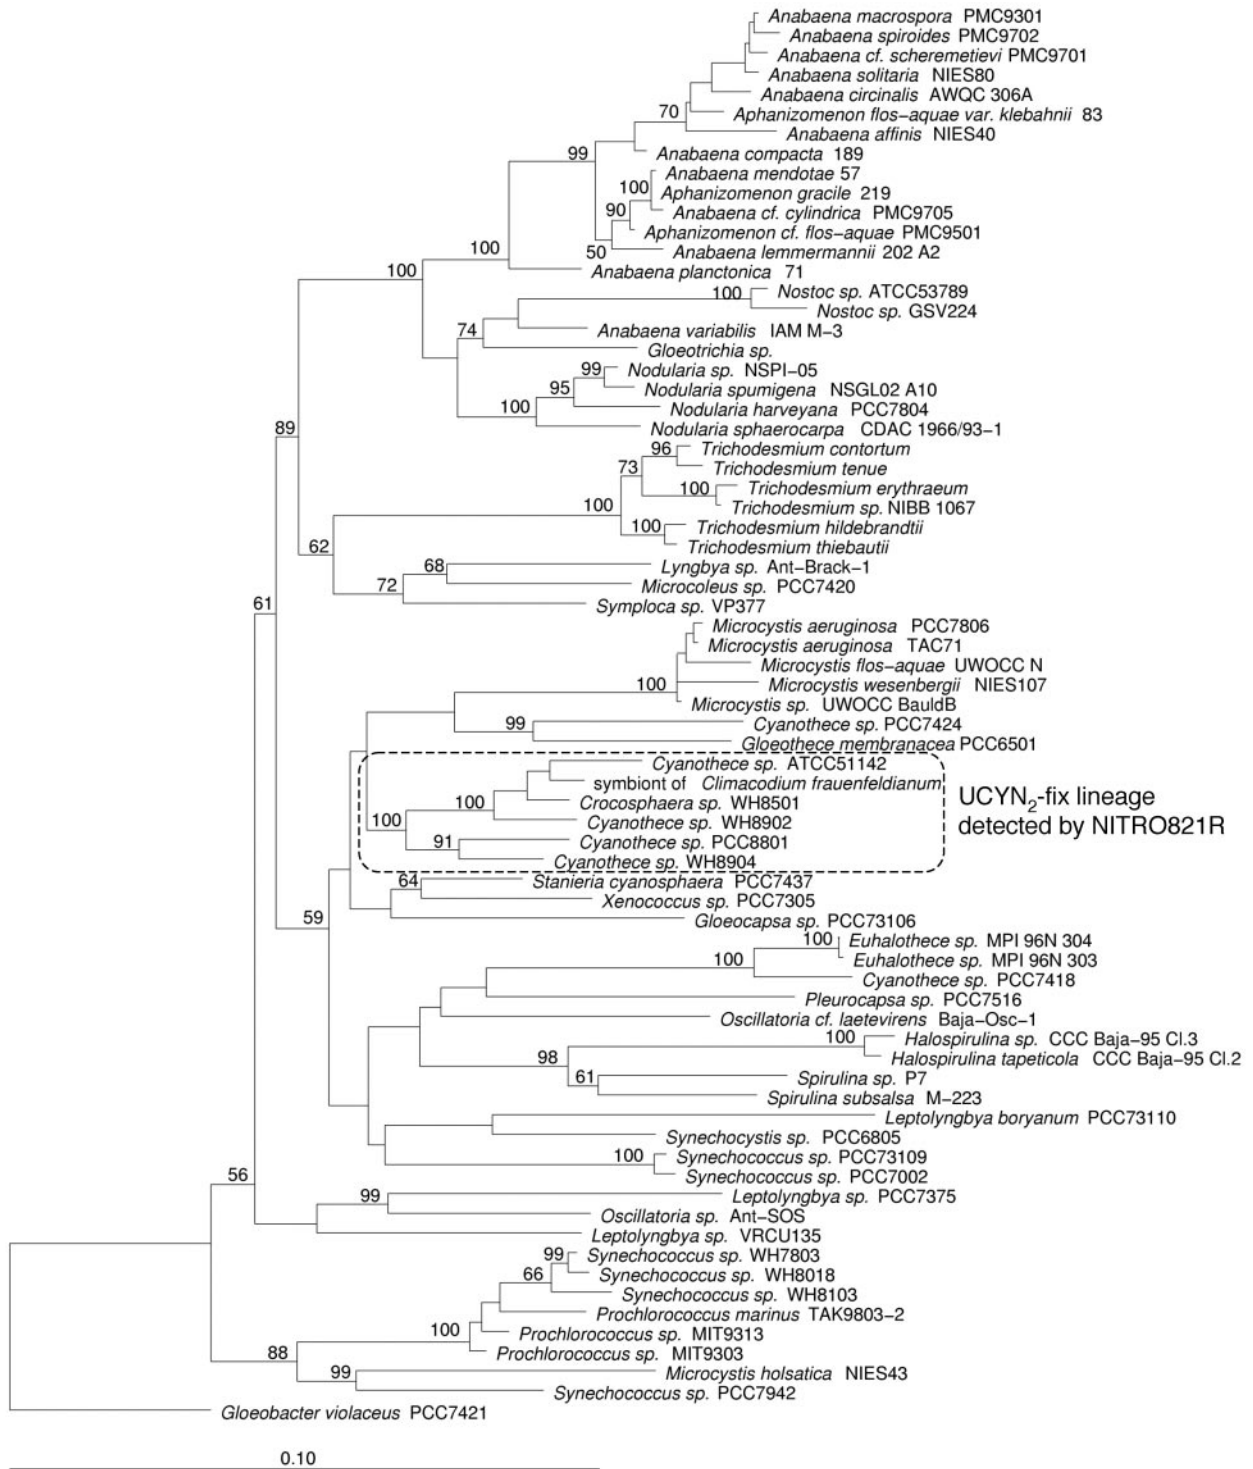 Anabaena macrospora PMC9301
Anabaena spiroides PMC9702
Anabaena cf. scheremetievi PMC9701
Anabaena solitaria NIES80
Anabaena circinalis AWQC 306A
70 Aphanizomenon flos-aquae var. klebahnii 83
Anabaena affinis NIES40
99 Anabaena compacta 189
Anabaena mendotae 57
100 Aphanizomenon gracile 219
90 Anabaena cf. cylindrica PMC9705
Aphanizomenon cf. flos-aquae PMC9501
100 50 Anabaena lemmermannii 202 A2
100 Anabaena planctonica 71
100 Nostoc sp. ATCC53789
Nostoc sp. GSV224
74 Anabaena variabilis IAM M-3
Gloeotrichia sp.
99 Nodularia sp. NSPI-05
95 Nodularia spumigena NSGL02 A10
100 Nodularia harveyana PCC7804
89 Nodularia sphaerocarpa CDAC 1966/93-1
96 Trichodesmium contortum
73 Trichodesmium tenue
100 Trichodesmium erythraeum
100 Trichodesmium sp. NIBB 1067
100 Trichodesmium hildebrandtii
62 Trichodesmium thiebautii
68 Lyngbya sp. Ant-Brack-1
72 Microcoleus sp. PCC7420
61 Symploca sp. VP377
Microcystis aeruginosa PCC7806
Microcystis aeruginosa TAC71
Microcystis flos-aquae UWOCC N
100 Microcystis wesenbergii NIES107
Microcystis sp. UWOCC BauldB
99 Cyanothece sp. PCC7424
Gloeothece membranacea PCC6501
Cyanothece sp. ATCC51142
symbiont of Climacodium frauenfeldianum
100 Crocosphaera sp. WH8501
100 Cyanothece sp. WH8902
91 Cyanothece sp. PCC8801
Cyanothece sp. WH8904
UCYN2-fix lineage
detected by NITRO821R
64 Stanieria cyanosphaera PCC7437
Xenococcus sp. PCC7305
59 Gloeocapsa sp. PCC73106
100 Euhalothece sp. MPI 96N 304
100 Euhalothece sp. MPI 96N 303
Cyanothece sp. PCC7418
Pleurocapsa sp. PCC7516
Oscillatoria cf. laetevirens Baja-Osc-1
100 Halospirulina sp. CCC Baja-95 Cl.3
98 Halospirulina tapeticola CCC Baja-95 Cl.2
61 Spirulina sp. P7
Spirulina subsalsa M-223
Leptolyngbya boryanum PCC73110
Synechocystis sp. PCC6805
100 Synechococcus sp. PCC73109
56 Synechococcus sp. PCC7002
99 Leptolyngbya sp. PCC7375
Oscillatoria sp. Ant-SOS
Leptolyngbya sp. VRCU135
99 Synechococcus sp. WH7803
66 Synechococcus sp. WH8018
Synechococcus sp. WH8103
Prochlorococcus marinus TAK9803-2
100 Prochlorococcus sp. MIT9313
88 Prochlorococcus sp. MIT9303
99 Microcystis holsatica NIES43
Synechococcus sp. PCC7942
Gloeobacter violaceus PCC7421
0.10